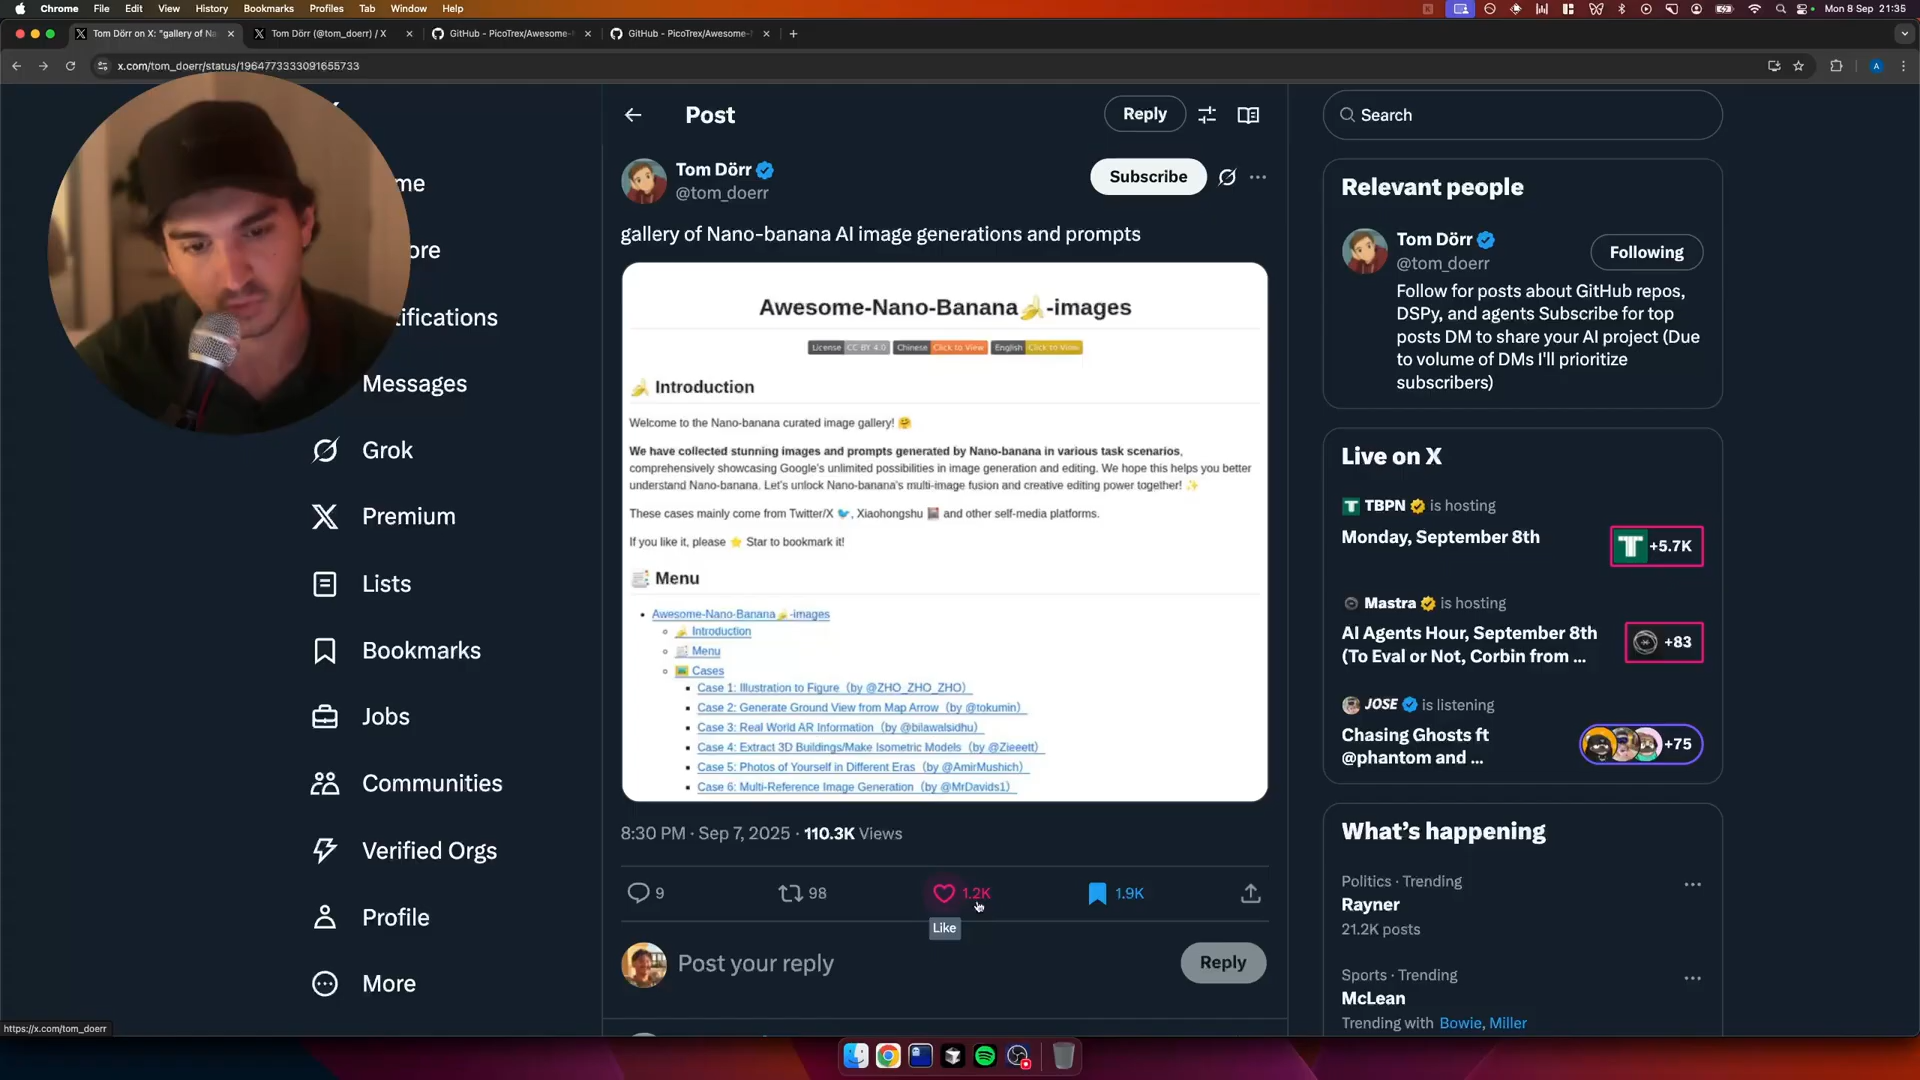 Chrome File Edit View History Bookmarks Profiles Tab Window Help
Mon 8 Sep 21:35
Tom Dörr on X: "gallery of Na
Tom Dörr (@tom_doerr) / X
GitHub - PicoTrex/Awesome-
GitHub - PicoTrex/Awesome-
x.com/tom_doerr/status/1964773333091655733
A
me
ore
tifications
Messages
Grok
Premium
Lists
Bookmarks
Jobs
Communities
Verified Orgs
Profile
More
https://x.com/tom_doerr
Post
Reply
Tom Dörr
@tom_doerr
Subscribe
gallery of Nano-banana AI image generations and prompts
Awesome-Nano-Banana🍌-images
License CC BY 4.0 Chinese Click to View English Click to View
🍌 Introduction
Welcome to the Nano-banana curated image gallery! 🤗
We have collected stunning images and prompts generated by Nano-banana in various task scenarios,
comprehensively showcasing Google's unlimited possibilities in image generation and editing. We hope this helps you better
understand Nano-banana. Let's unlock Nano-banana's multi-image fusion and creative editing power together! ✨
These cases mainly come from Twitter/X 🐦, Xiaohongshu 📕 and other self-media platforms.
If you like it, please ⭐ Star to bookmark it!
📑 Menu
Awesome-Nano-Banana🍌-images
🍌 Introduction
📑 Menu
🖼️ Cases
Case 1: Illustration to Figure（by @ZHO_ZHO_ZHO）
Case 2: Generate Ground View from Map Arrow（by @tokumin）
Case 3: Real World AR Information（by @bilawalsidhu）
Case 4: Extract 3D Buildings/Make Isometric Models（by @Zieeett）
Case 5: Photos of Yourself in Different Eras（by @AmirMushich）
Case 6: Multi-Reference Image Generation（by @MrDavids1）
8:30 PM · Sep 7, 2025 · 110.3K Views
9 98 1.2K 1.9K
Like
Post your reply
Reply
Search
Relevant people
Tom Dörr
@tom_doerr
Following
Follow for posts about GitHub repos,
DSPy, and agents Subscribe for top
posts DM to share your AI project (Due
to volume of DMs I'll prioritize
subscribers)
Live on X
TBPN is hosting
Monday, September 8th
T +5.7K
Mastra is hosting
AI Agents Hour, September 8th
(To Eval or Not, Corbin from ...
+83
JOSE is listening
Chasing Ghosts ft
@phantom and ...
+75
What's happening
Politics · Trending
Rayner
21.2K posts
Sports · Trending
McLean
Trending with Bowie, Miller